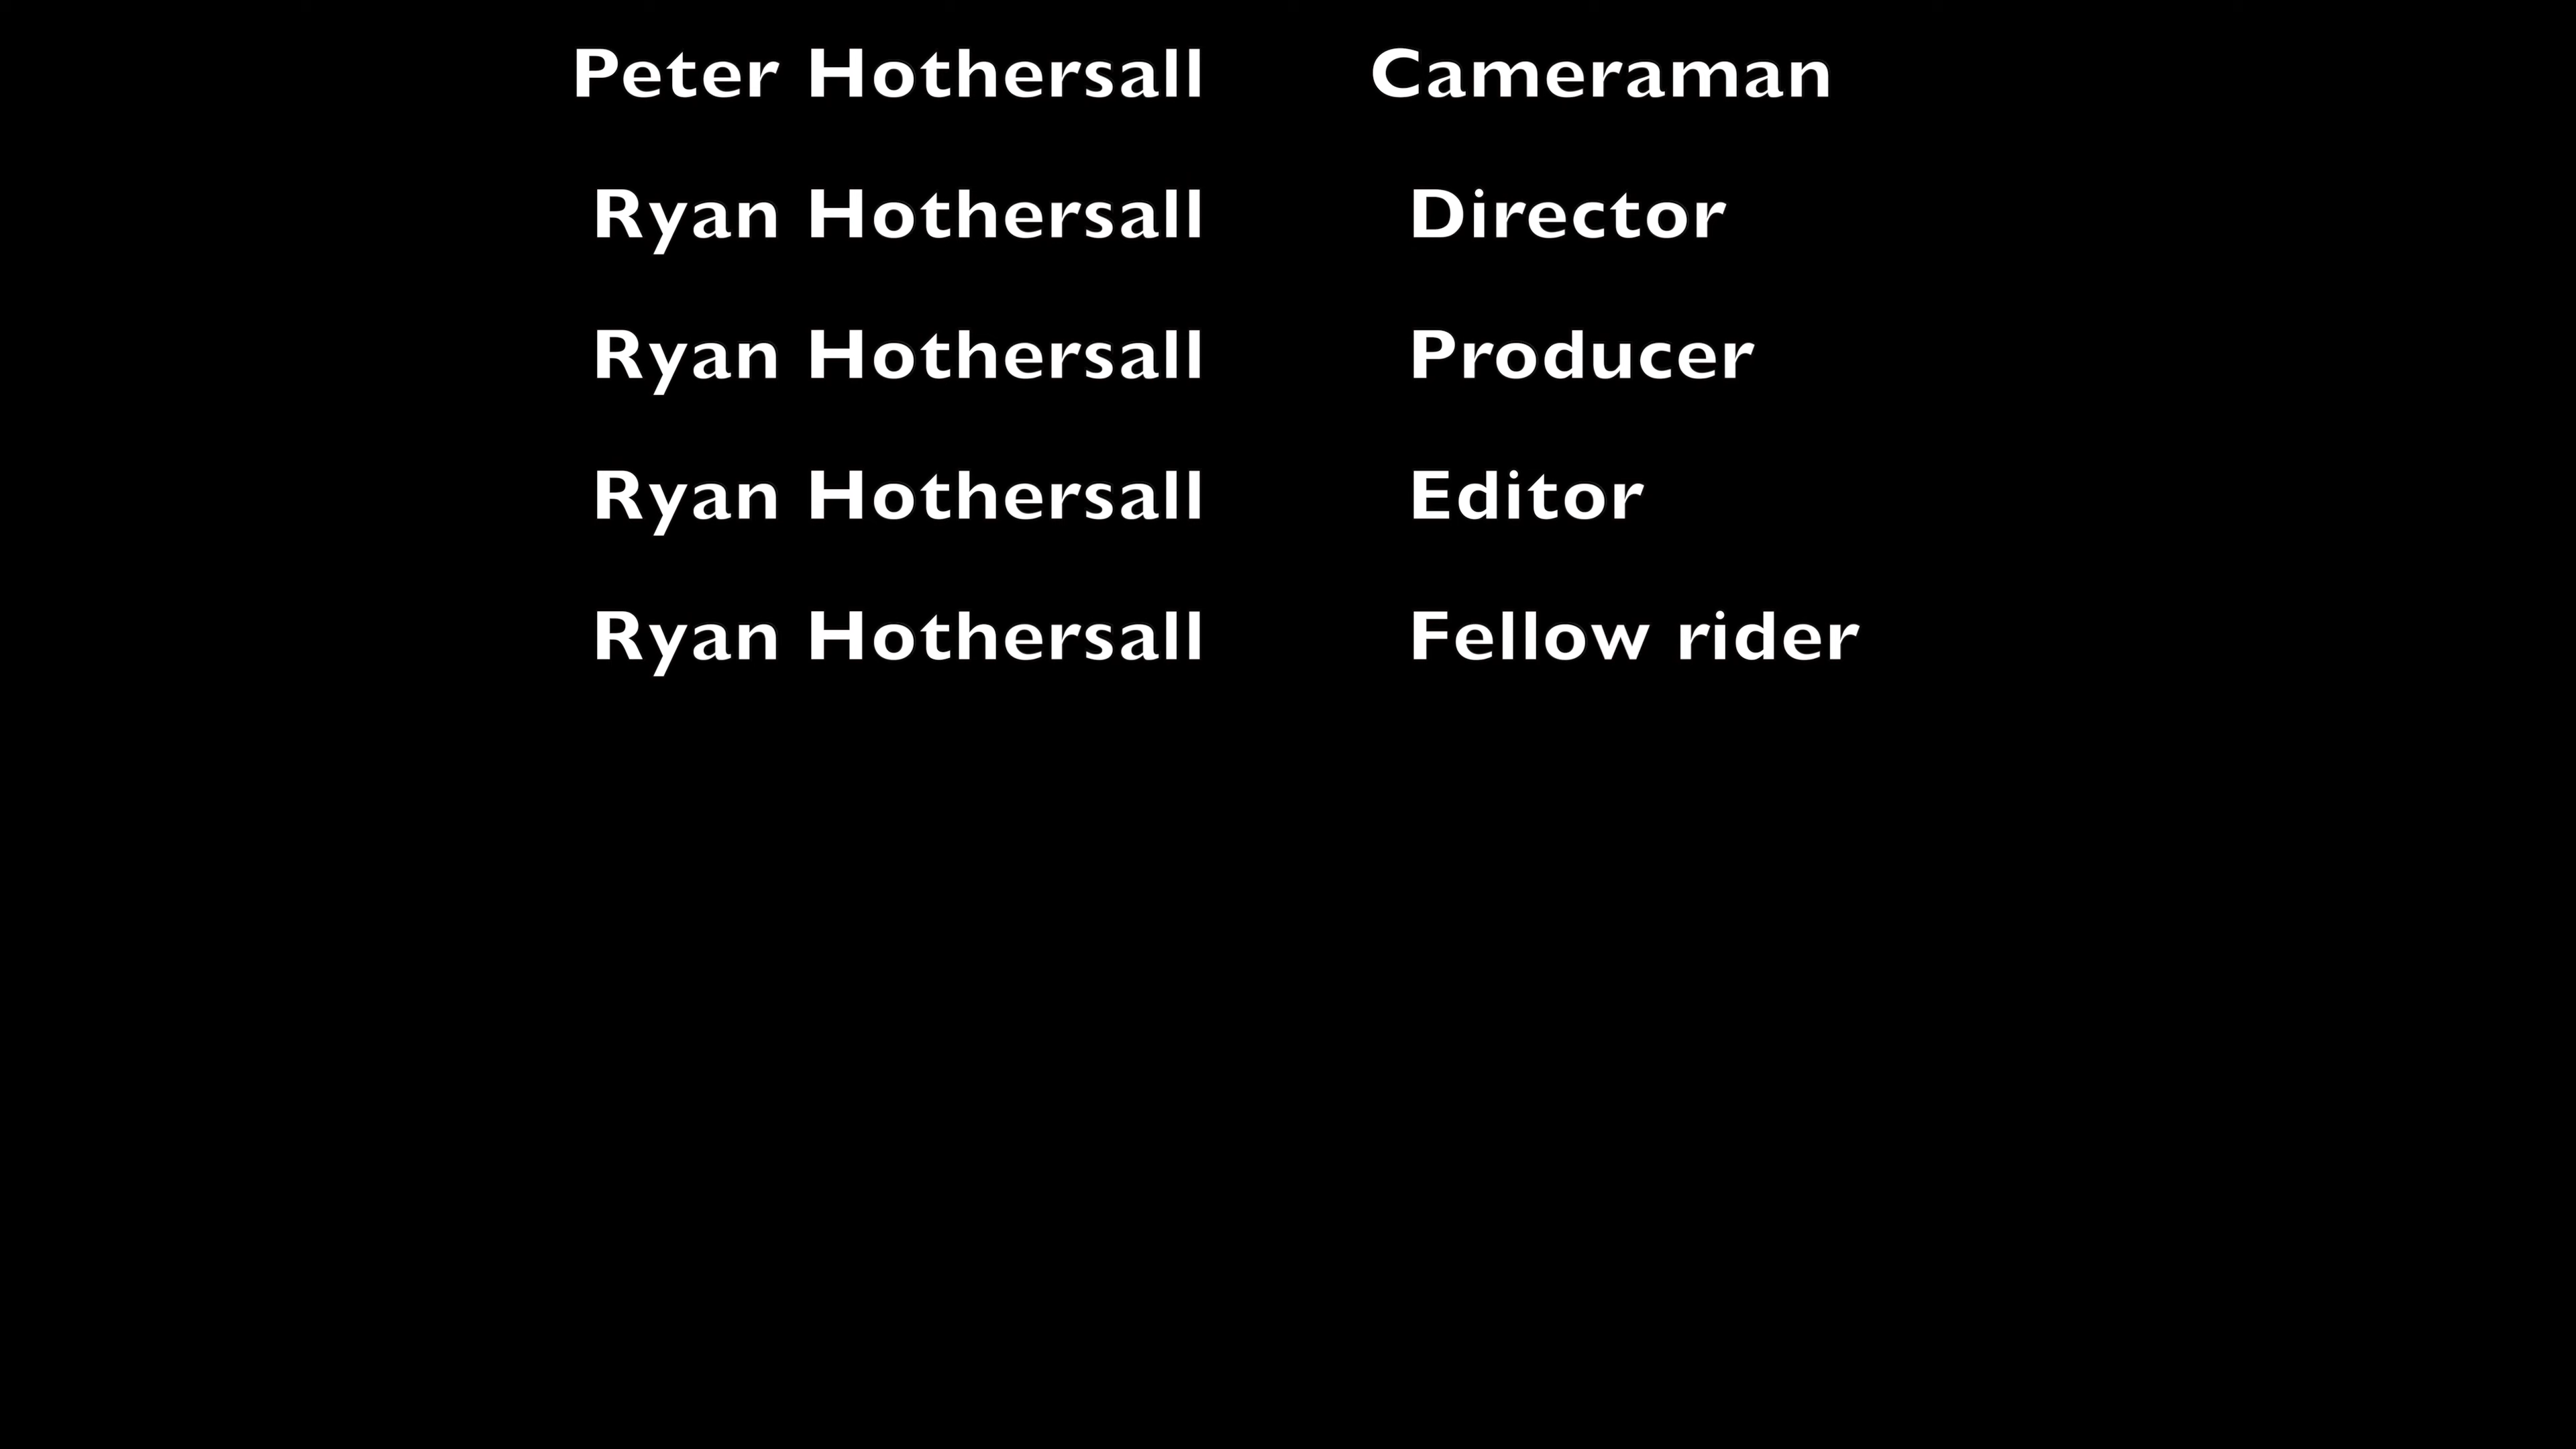 Peter Hothersall Cameraman
Ryan Hothersall Director
Ryan Hothersall Producer
Ryan Hothersall Editor
Ryan Hothersall Fellow rider